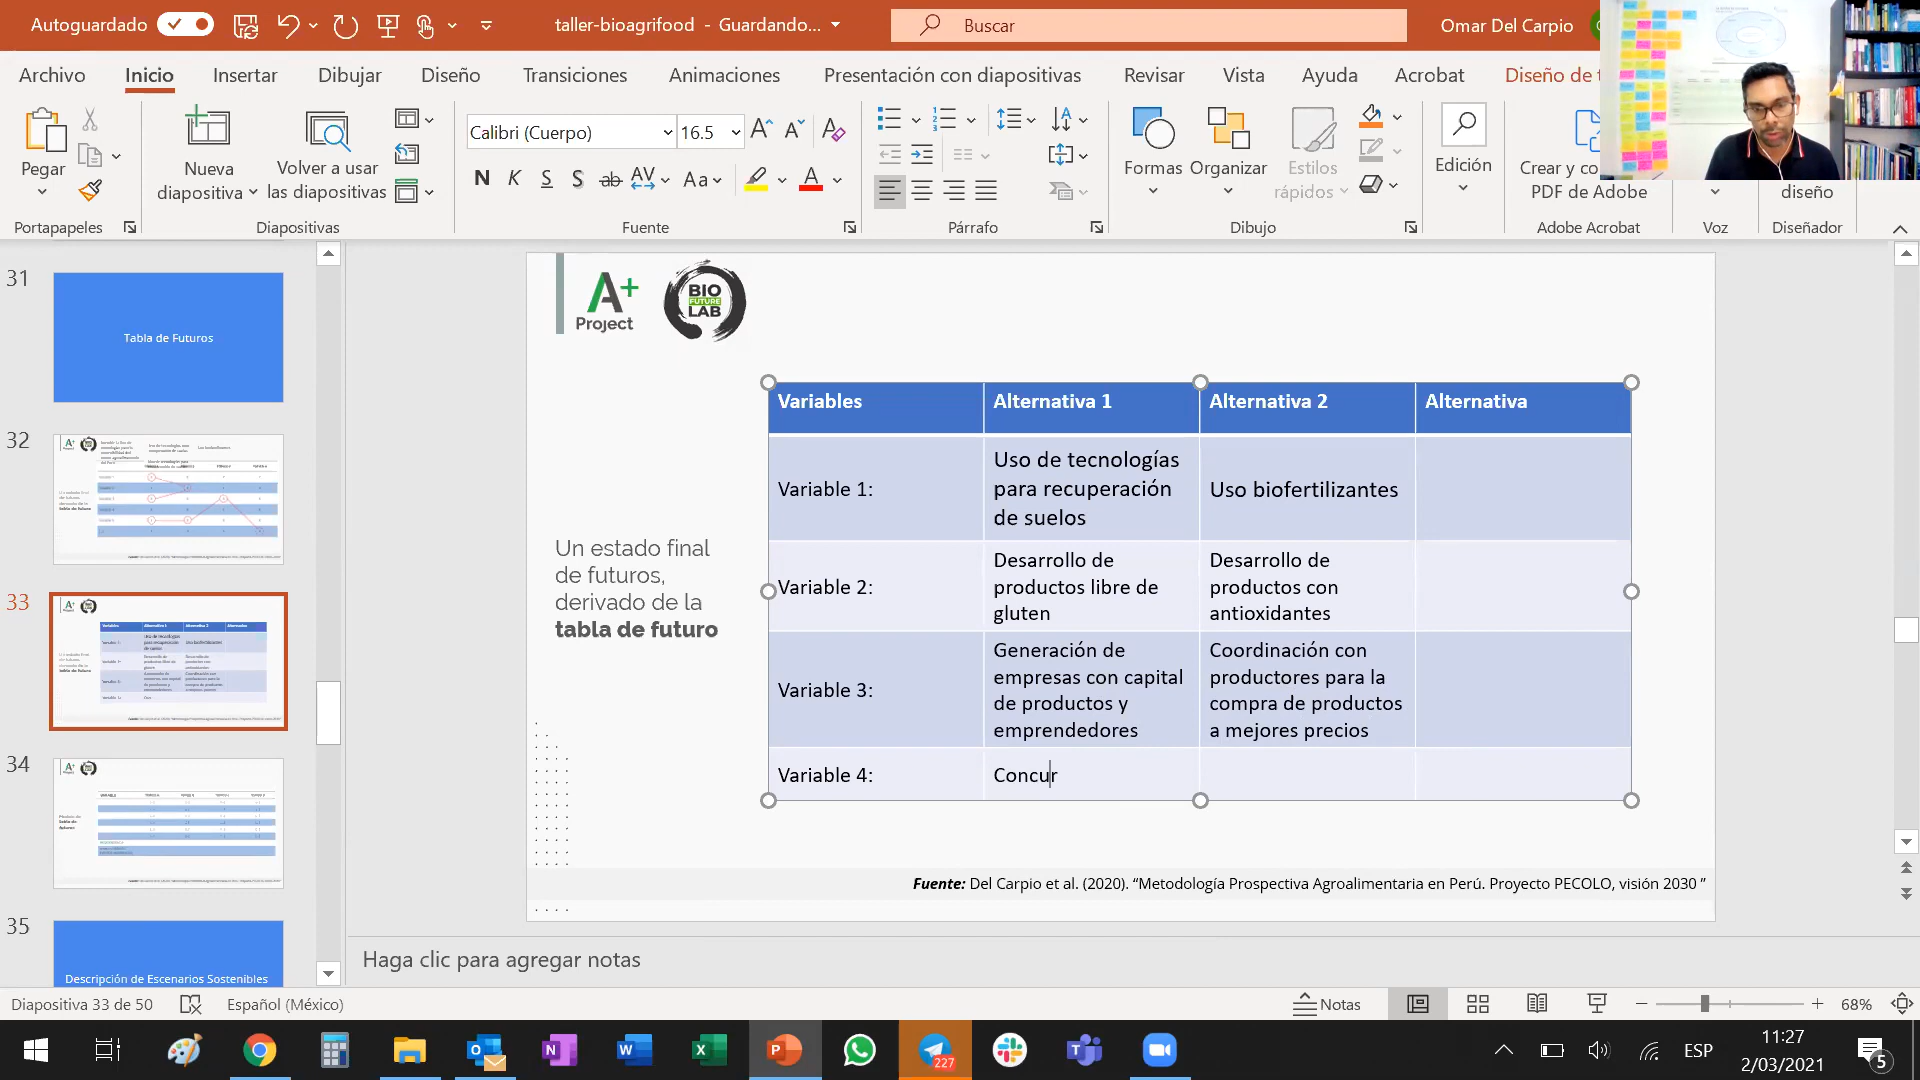 Autoguardado
taller-bioagrifood - Guardando...
Buscar
Omar Del Carpio
Archivo Inicio Insertar Dibujar Diseño Transiciones Animaciones Presentación con diapositivas Revisar Vista Ayuda Acrobat Diseño de t
Pegar
Nueva diapositiva
Volver a usar las diapositivas
Calibri (Cuerpo) 16.5
N K S S ab AV Aa A
Formas Organizar Estilos rápidos
Edición
Crear y co
PDF de Adobe
diseño
Portapapeles Diapositivas Fuente Párrafo Dibujo Adobe Acrobat Voz Diseñador
31
Tabla de Futuros
32
33
34
35
Descripción de Escenarios Sostenibles
A+
Project
BIO
FUTURE
LAB
Un estado final
de futuros,
derivado de la
tabla de futuro
Variables Alternativa 1 Alternativa 2 Alternativa
Variable 1:
Uso de tecnologías
para recuperación
de suelos
Uso biofertilizantes
Variable 2:
Desarrollo de
productos libre de
gluten
Desarrollo de
productos con
antioxidantes
Variable 3:
Generación de
empresas con capital
de productos y
emprendedores
Coordinación con
productores para la
compra de productos
a mejores precios
Variable 4:
Concur
Fuente: Del Carpio et al. (2020). “Metodología Prospectiva Agroalimentaria en Perú. Proyecto PECOLO, visión 2030 ”
Haga clic para agregar notas
Diapositiva 33 de 50 Español (México) Notas 68%
227
ESP
11:27
2/03/2021
5